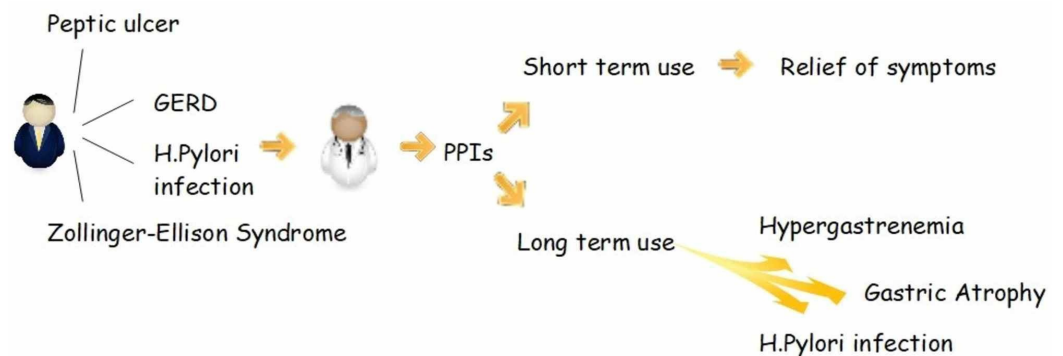 Peptic ulcer
GERD
H.Pylori
infection
Zollinger-Ellison Syndrome
PPIs
Short term use
Relief of symptoms
Long term use
Hypergastrenemia
Gastric Atrophy
H.Pylori infection